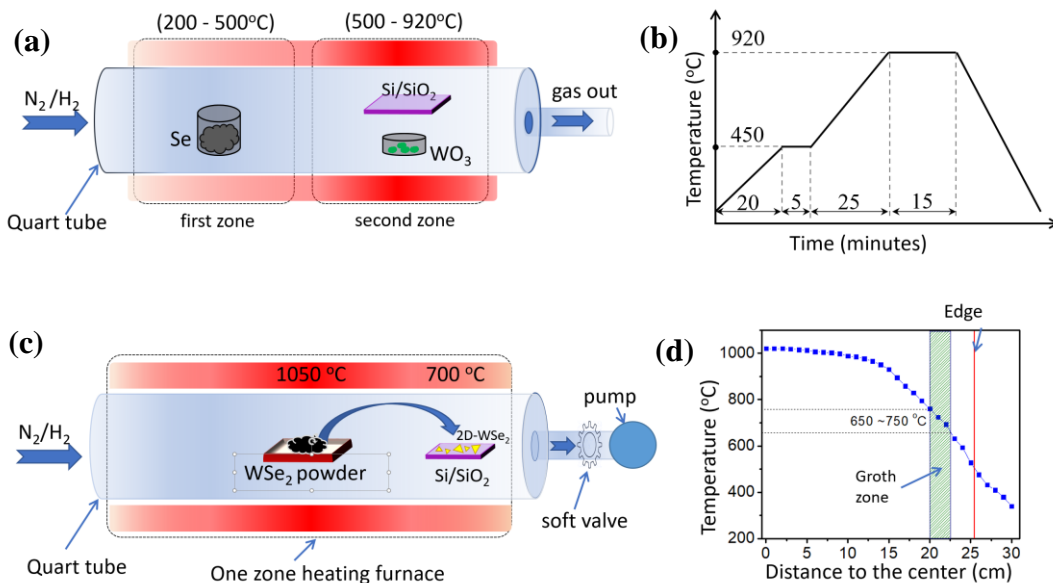 (a)
(200 - 500°C)
(500 - 920°C)
N₂/H₂
Se
Si/SiO₂
WO₃
gas out
Quart tube
first zone
second zone
(b)
Temperature (°C)
920
450
20
5
25
15
Time (minutes)
(c)
1050 °C
700 °C
N₂/H₂
WSe₂ powder
2D-WSe₂
Si/SiO₂
pump
soft valve
Quart tube
One zone heating furnace
(d)
Edge
Temperature (°C)
1000
800
600
400
200
650 ~750 °C
Groth
zone
0 5 10 15 20 25 30
Distance to the center (cm)